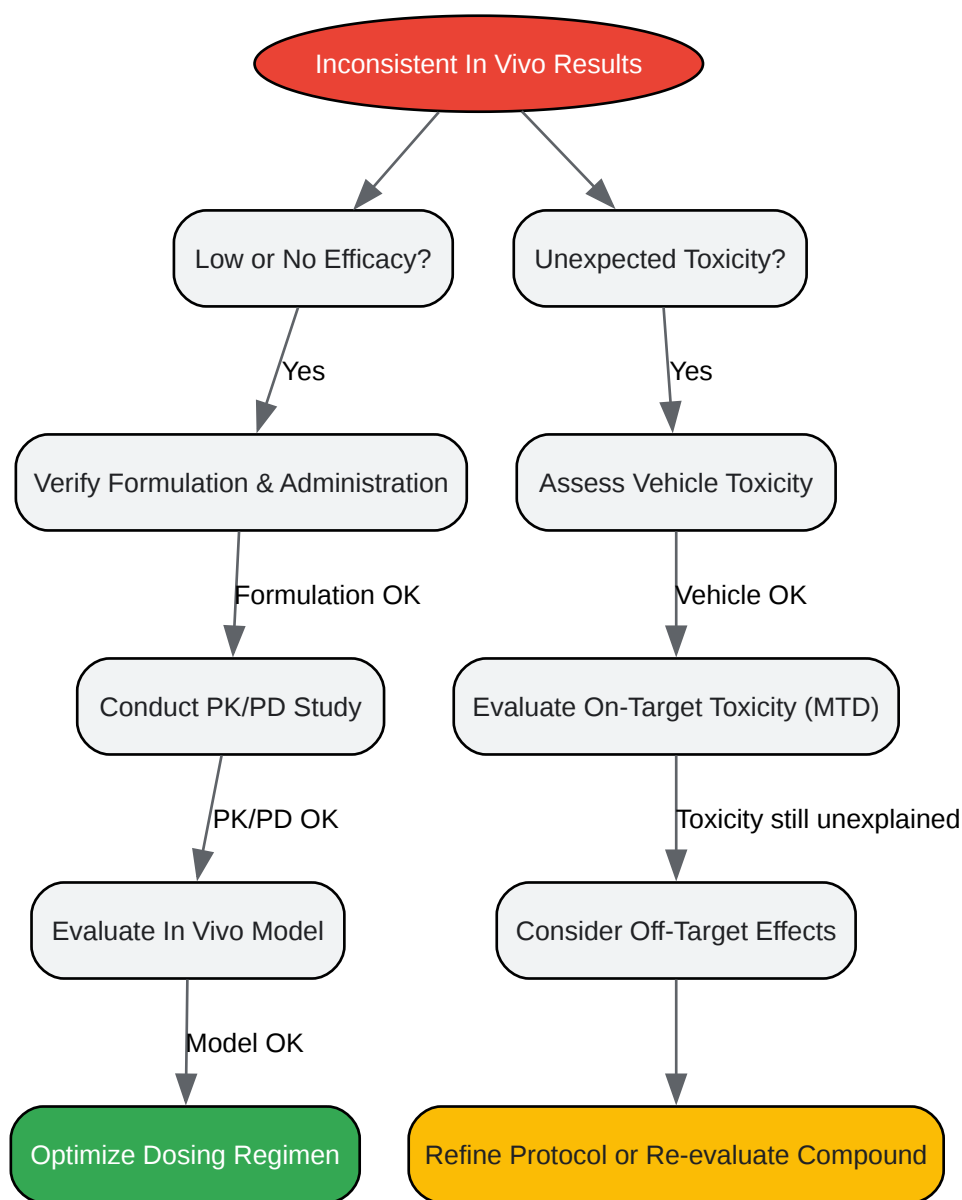 Inconsistent In Vivo Results
Low or No Efficacy?
Unexpected Toxicity?
Yes
Yes
Verify Formulation & Administration
Assess Vehicle Toxicity
Formulation OK
Vehicle OK
Conduct PK/PD Study
Evaluate On-Target Toxicity (MTD)
PK/PD OK
Toxicity still unexplained
Evaluate In Vivo Model
Consider Off-Target Effects
Model OK
Optimize Dosing Regimen
Refine Protocol or Re-evaluate Compound